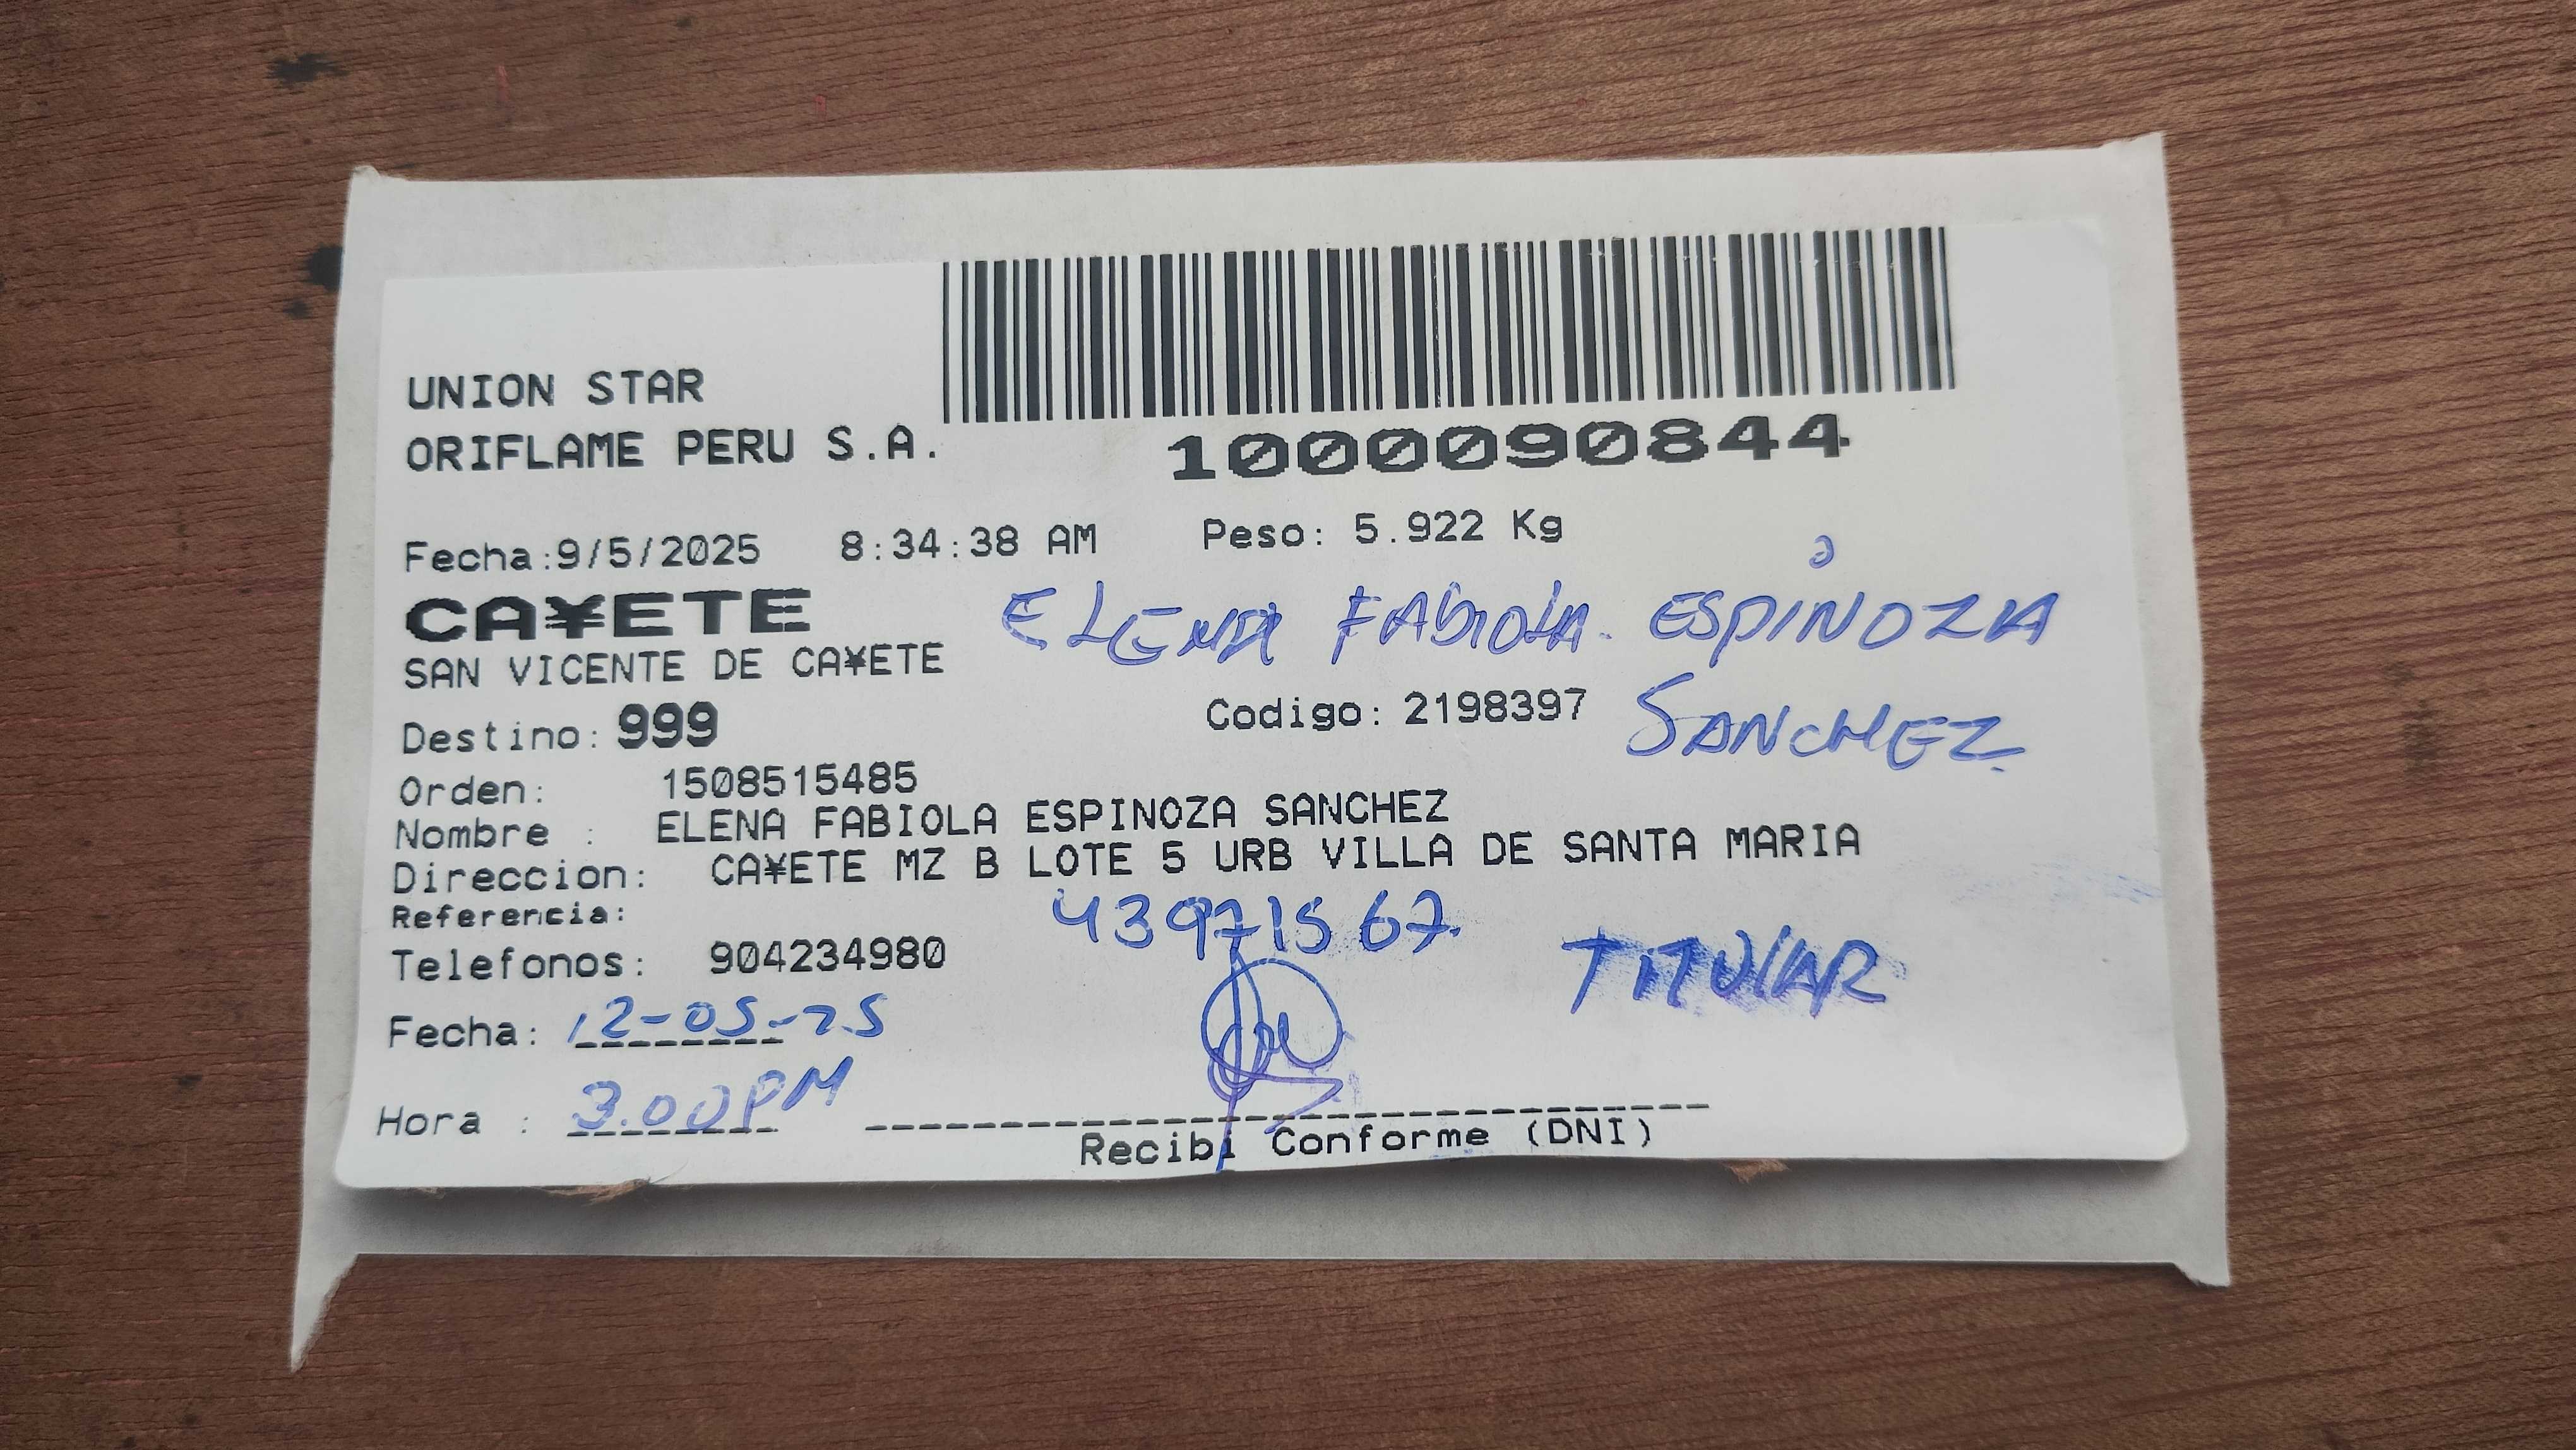 UNION STAR
ORIFLAME PERU S.A.
1000090844
Fecha:9/5/2025 8:34:38 AM Peso: 5.922 Kg
CA¥ETE
ELENA FABIOLA. ESPINOZA
SAN VICENTE DE CA¥ETE
Destino: 999 Codigo: 2198397 SANCHEZ
Orden: 1508515485
Nombre : ELENA FABIOLA ESPINOZA SANCHEZ
Direccion: CA¥ETE MZ B LOTE 5 URB VILLA DE SANTA MARIA
Referencia:
43971567.
Telefonos: 904234980 TITULAR
Fecha: 12-05-25
Hora : 3.00PM
Recibi Conforme (DNI)